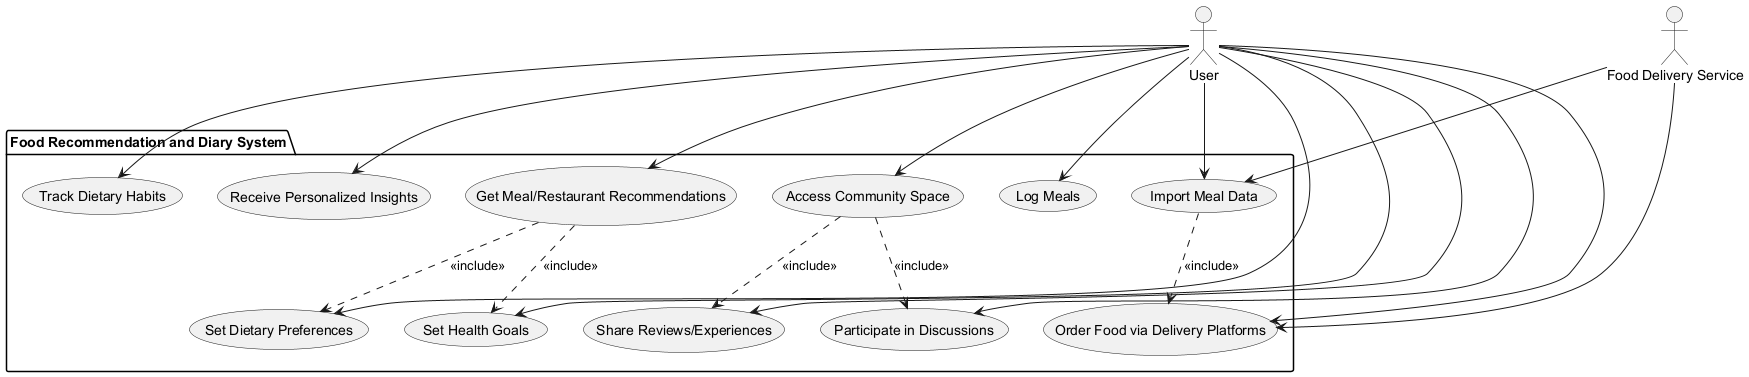 User
Food Delivery Service
Food Recommendation and Diary System
Track Dietary Habits
Receive Personalized Insights
Get Meal/Restaurant Recommendations
Access Community Space
Log Meals
Import Meal Data
«include»
«include»
«include»
«include»
«include»
Set Dietary Preferences
Set Health Goals
Share Reviews/Experiences
Participate in Discussions
Order Food via Delivery Platforms